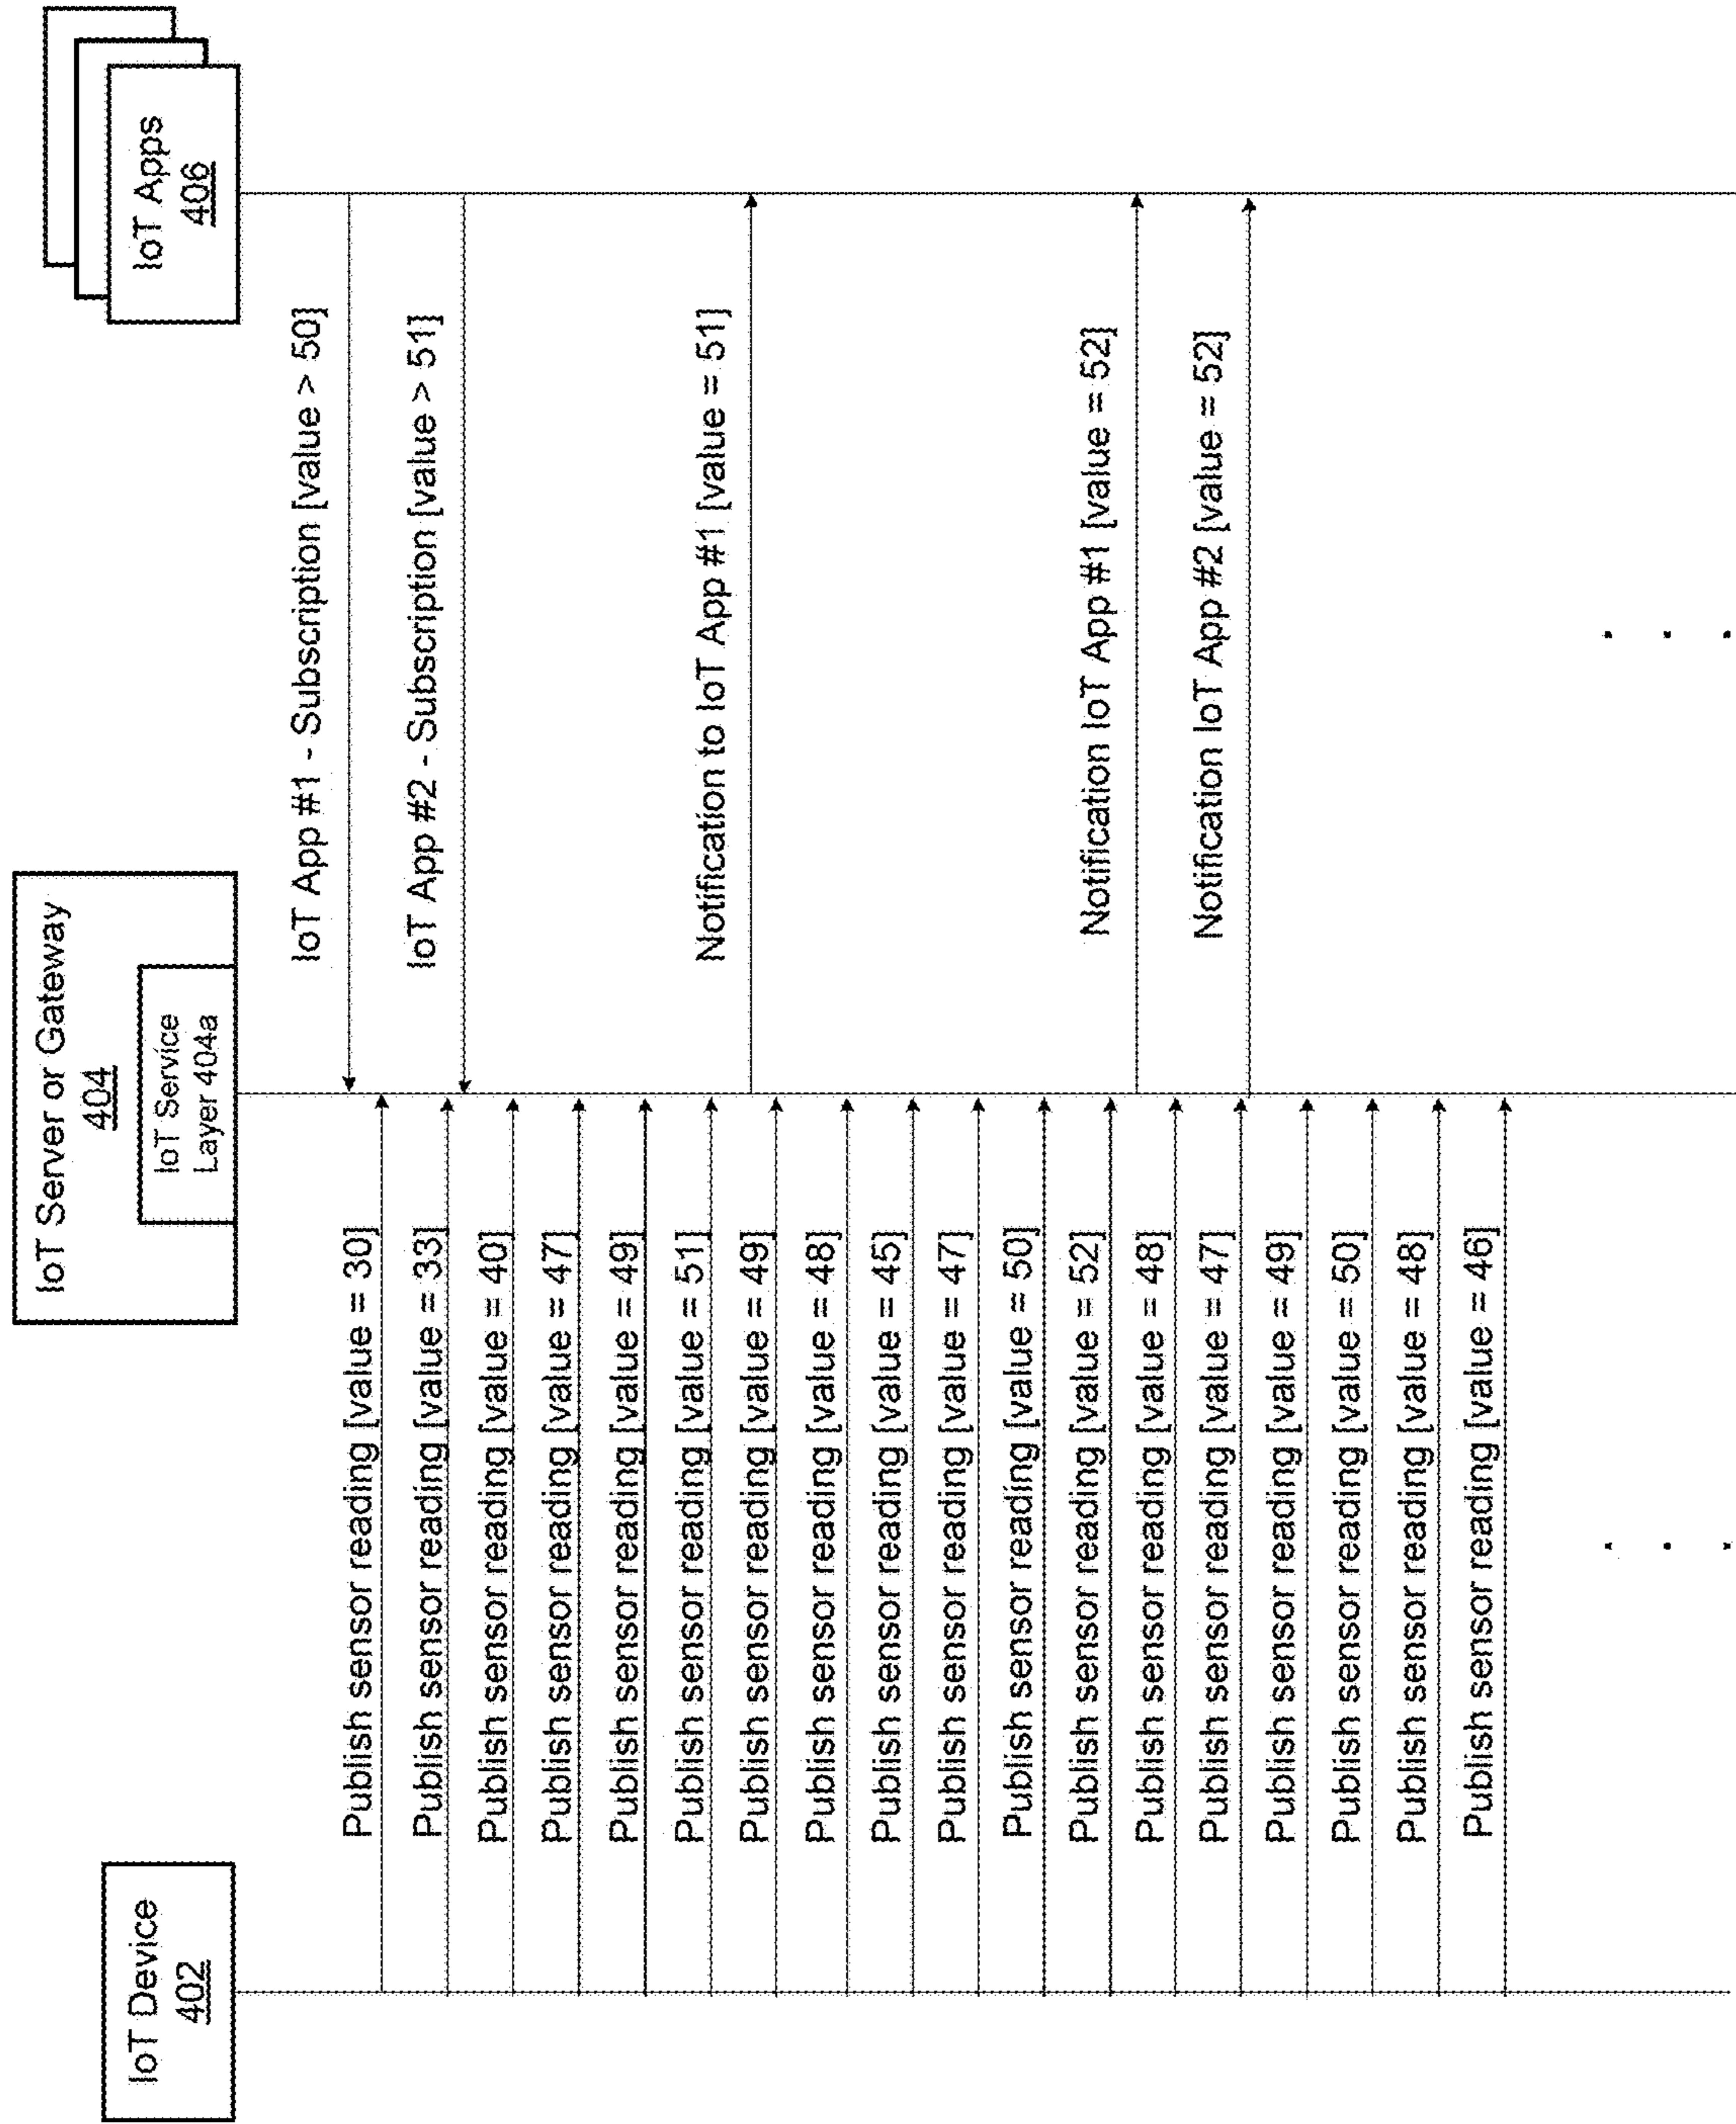 IoT Device
402
IoT Server or Gateway
404
IoT Service
Layer 404a
IoT Apps
406
IoT App #1 - Subscription [value > 50]
IoT App #2 - Subscription [value > 51]
Publish sensor reading [value = 30]
Publish sensor reading [value = 33]
Publish sensor reading [value = 40]
Publish sensor reading [value = 47]
Publish sensor reading [value = 49]
Publish sensor reading [value = 51]
Notification to IoT App #1 [value = 51]
Publish sensor reading [value = 49]
Publish sensor reading [value = 48]
Publish sensor reading [value = 45]
Publish sensor reading [value = 47]
Publish sensor reading [value = 50]
Publish sensor reading [value = 52]
Notification IoT App #1 [value = 52]
Notification IoT App #2 [value = 52]
Publish sensor reading [value = 48]
Publish sensor reading [value = 47]
Publish sensor reading [value = 49]
Publish sensor reading [value = 50]
Publish sensor reading [value = 48]
Publish sensor reading [value = 46]